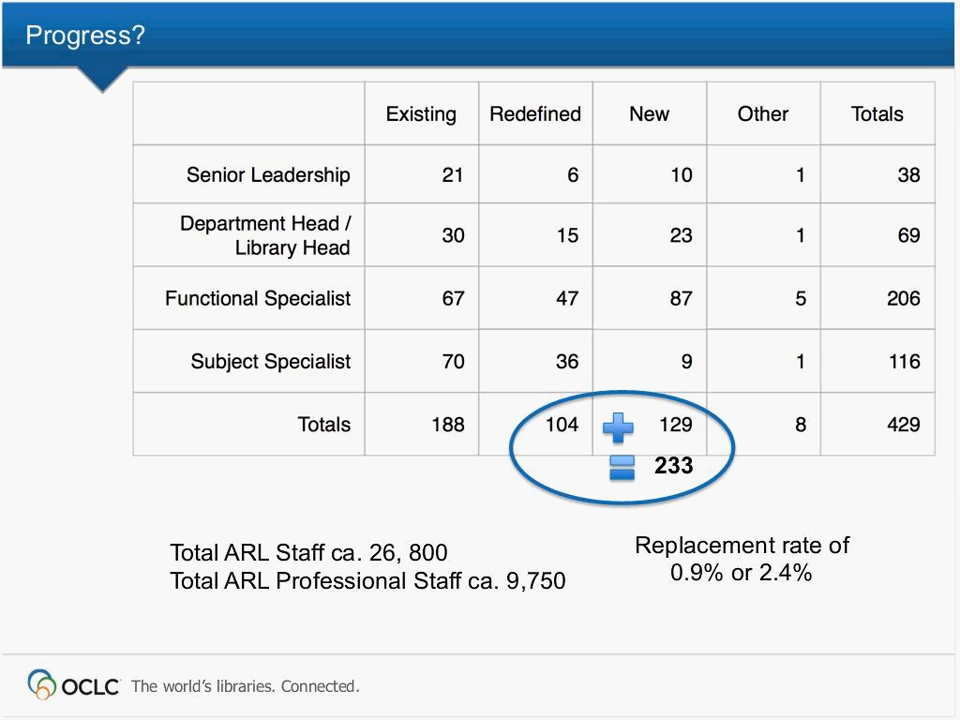 Progress?
Existing Redefined New Other Totals
Senior Leadership 21 6 10 1 38
Department Head /
Library Head 30 15 23 1 69
Functional Specialist 67 47 87 5 206
Subject Specialist 70 36 9 1 116
Totals 188 104 + 129 8 429
= 233
Total ARL Staff ca. 26, 800
Total ARL Professional Staff ca. 9,750
Replacement rate of
0.9% or 2.4%
OCLC The world's libraries. Connected.